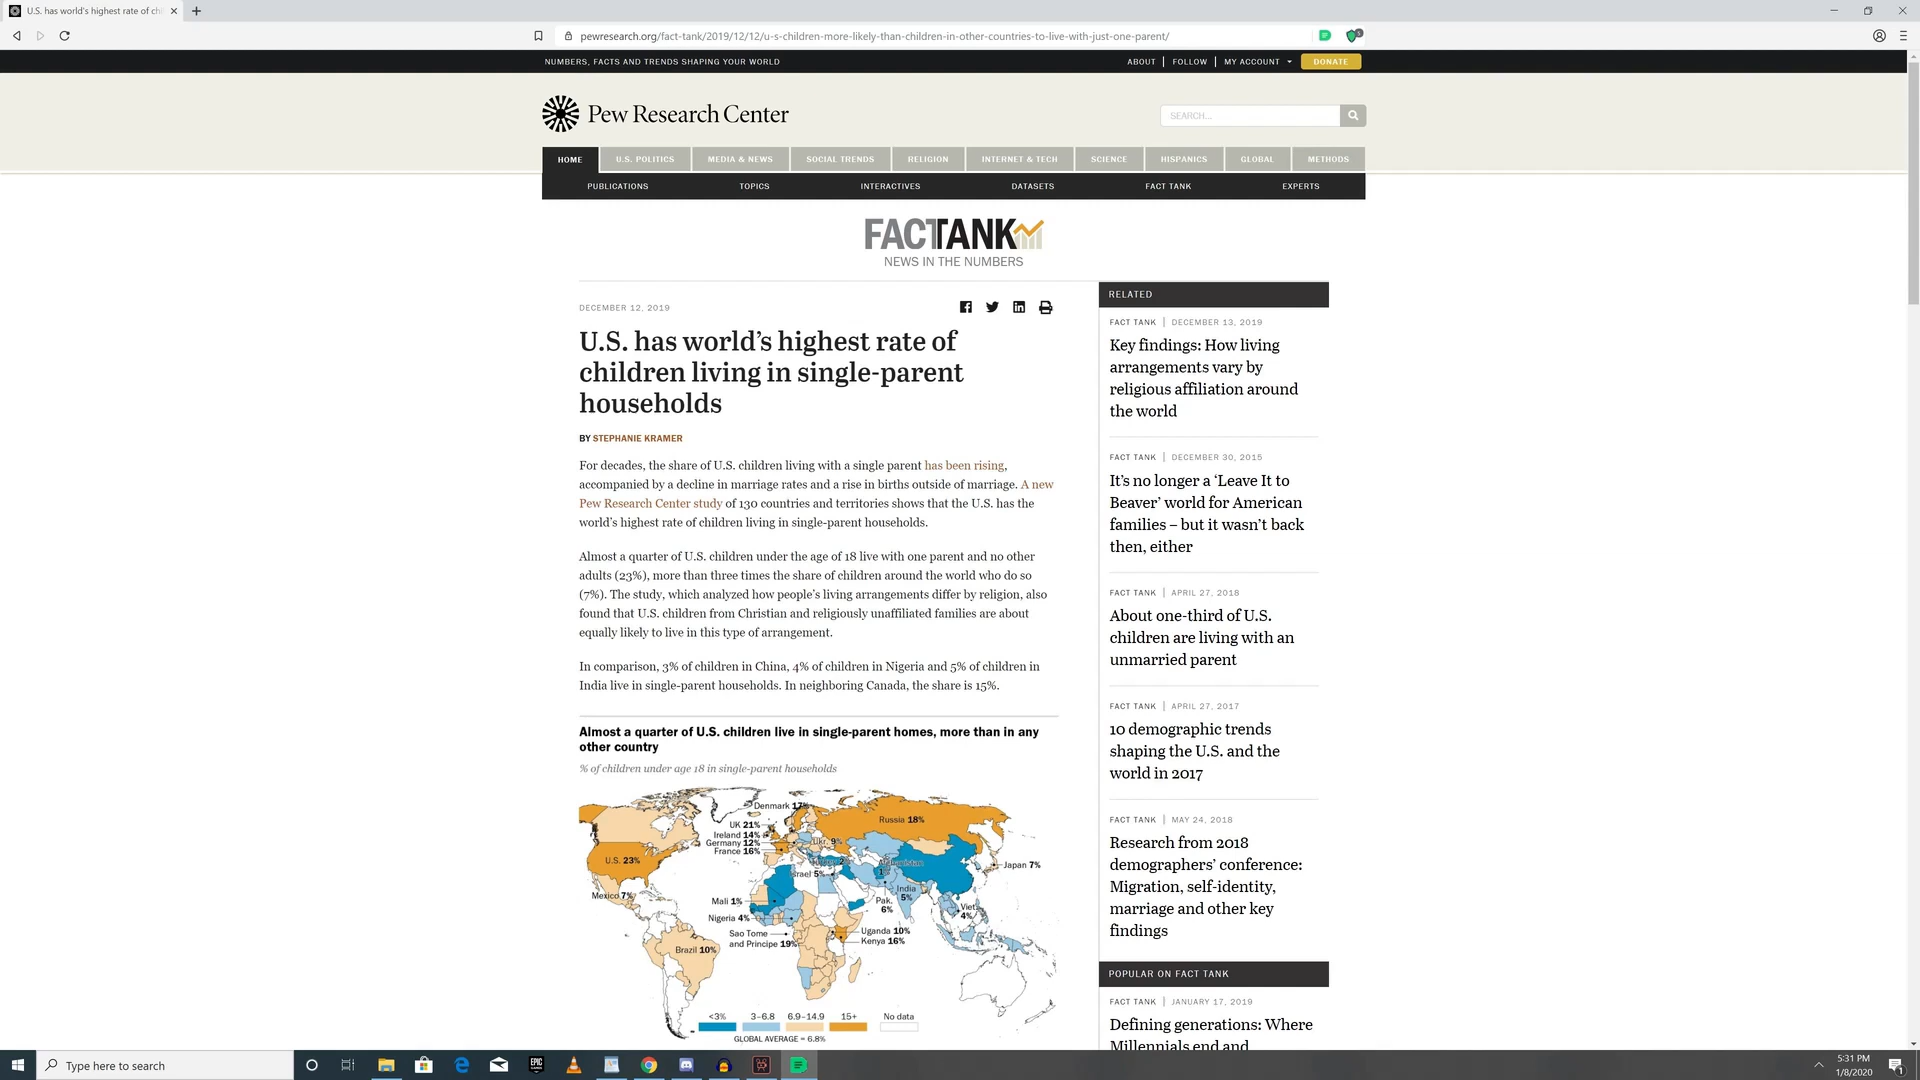 U.S. has world's highest rate of chi
pewresearch.org/fact-tank/2019/12/12/u-s-children-more-likely-than-children-in-other-countries-to-live-with-just-one-parent/
NUMBERS, FACTS AND TRENDS SHAPING YOUR WORLD
ABOUT FOLLOW MY ACCOUNT DONATE
Pew Research Center
SEARCH...
HOME U.S. POLITICS MEDIA & NEWS SOCIAL TRENDS RELIGION INTERNET & TECH SCIENCE HISPANICS GLOBAL METHODS
PUBLICATIONS TOPICS INTERACTIVES DATASETS FACT TANK EXPERTS
FACTANK
NEWS IN THE NUMBERS
DECEMBER 12, 2019
U.S. has world's highest rate of
children living in single-parent
households
BY STEPHANIE KRAMER
For decades, the share of U.S. children living with a single parent has been rising,
accompanied by a decline in marriage rates and a rise in births outside of marriage. A new
Pew Research Center study of 130 countries and territories shows that the U.S. has the
world's highest rate of children living in single-parent households.
Almost a quarter of U.S. children under the age of 18 live with one parent and no other
adults (23%), more than three times the share of children around the world who do so
(7%). The study, which analyzed how people's living arrangements differ by religion, also
found that U.S. children from Christian and religiously unaffiliated families are about
equally likely to live in this type of arrangement.
In comparison, 3% of children in China, 4% of children in Nigeria and 5% of children in
India live in single-parent households. In neighboring Canada, the share is 15%.
Almost a quarter of U.S. children live in single-parent homes, more than in any
other country
% of children under age 18 in single-parent households
Denmark 17%
UK 21%
Ireland 14%
Germany 12%
France 16%
Russia 18%
Ukr. 9%
U.S. 23%
Afghanistan
1%
Japan 7%
Israel 5%
Mexico 7%
India
5%
Mali 1%
Pak.
6%
Viet.
4%
Nigeria 4%
Sao Tome
and Principe 19%
Uganda 10%
Kenya 16%
Brazil 10%
<3% 3–6.8 6.9–14.9 15+ No data
GLOBAL AVERAGE = 6.8%
RELATED
FACT TANK DECEMBER 13, 2019
Key findings: How living
arrangements vary by
religious affiliation around
the world
FACT TANK DECEMBER 30, 2015
It's no longer a 'Leave It to
Beaver' world for American
families – but it wasn't back
then, either
FACT TANK APRIL 27, 2018
About one-third of U.S.
children are living with an
unmarried parent
FACT TANK APRIL 27, 2017
10 demographic trends
shaping the U.S. and the
world in 2017
FACT TANK MAY 24, 2018
Research from 2018
demographers' conference:
Migration, self-identity,
marriage and other key
findings
POPULAR ON FACT TANK
FACT TANK JANUARY 17, 2019
Defining generations: Where
Millennials end and
Type here to search
EPIC
5:31 PM
1/8/2020
1